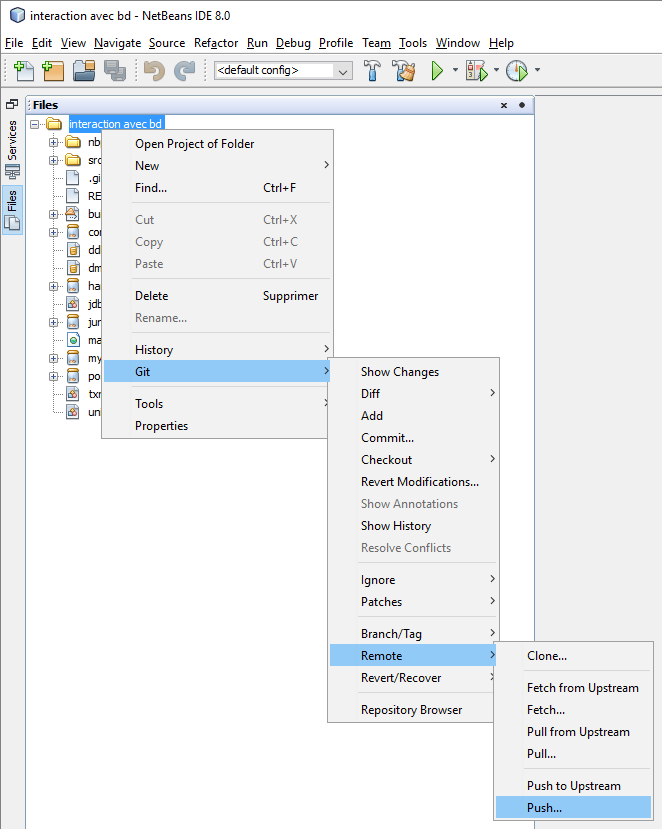 interaction avec bd - NetBeans IDE 8.0
File Edit View Navigate Source Refactor Run Debug Profile Team Tools Window Help
<default config>
Services
Files
Files
interaction avec bd
nb
src
.gi
RE
bu
co
dd
dm
ha
jdb
jun
ma
my
po
txn
un
Open Project of Folder
New
Find... Ctrl+F
Cut Ctrl+X
Copy Ctrl+C
Paste Ctrl+V
Delete Supprimer
Rename...
History
Git
Tools
Properties
Show Changes
Diff
Add
Commit...
Checkout
Revert Modifications...
Show Annotations
Show History
Resolve Conflicts
Ignore
Patches
Branch/Tag
Remote
Revert/Recover
Repository Browser
Clone...
Fetch from Upstream
Fetch...
Pull from Upstream
Pull...
Push to Upstream
Push...